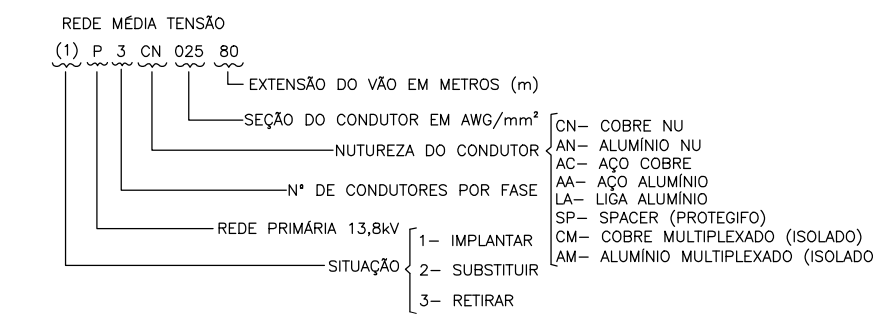 REDE MÉDIA TENSÃO
(1) P 3 CN 025 80
EXTENSÃO DO VÃO EM METROS (m)
SEÇÃO DO CONDUTOR EM AWG/mm²
NUTUREZA DO CONDUTOR
CN– COBRE NU
AN– ALUMÍNIO NU
AC– AÇO COBRE
AA– AÇO ALUMÍNIO
LA– LIGA ALUMÍNIO
SP– SPACER (PROTEGIFO)
CM– COBRE MULTIPLEXADO (ISOLADO)
AM– ALUMÍNIO MULTIPLEXADO (ISOLADO
Nº DE CONDUTORES POR FASE
REDE PRIMÁRIA 13,8kV
SITUAÇÃO
1– IMPLANTAR
2– SUBSTITUIR
3– RETIRAR